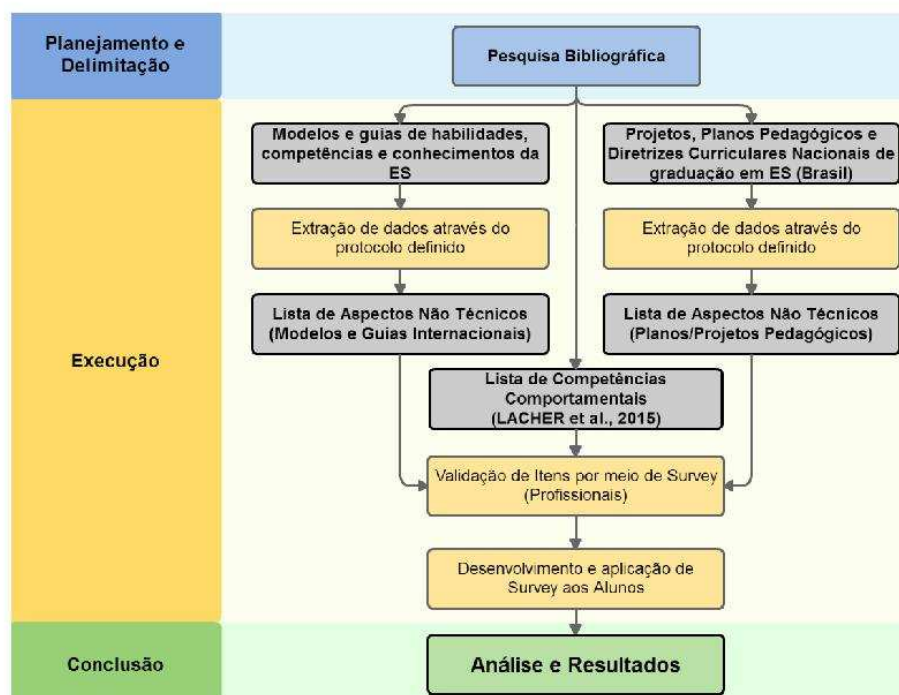 Planejamento e
Delimitação
Pesquisa Bibliográfica
Execução
Modelos e guias de habilidades,
competências e conhecimentos da
ES
Projetos, Planos Pedagógicos e
Diretrizes Curriculares Nacionais de
graduação em ES (Brasil)
Extração de dados através do
protocolo definido
Extração de dados através do
protocolo definido
Lista de Aspectos Não Técnicos
(Modelos e Guias Internacionais)
Lista de Aspectos Não Técnicos
(Planos/Projetos Pedagógicos)
Lista de Competências
Comportamentais
(LACHER et al., 2015)
Validação de Itens por meio de Survey
(Profissionais)
Desenvolvimento e aplicação de
Survey aos Alunos
Conclusão
Análise e Resultados